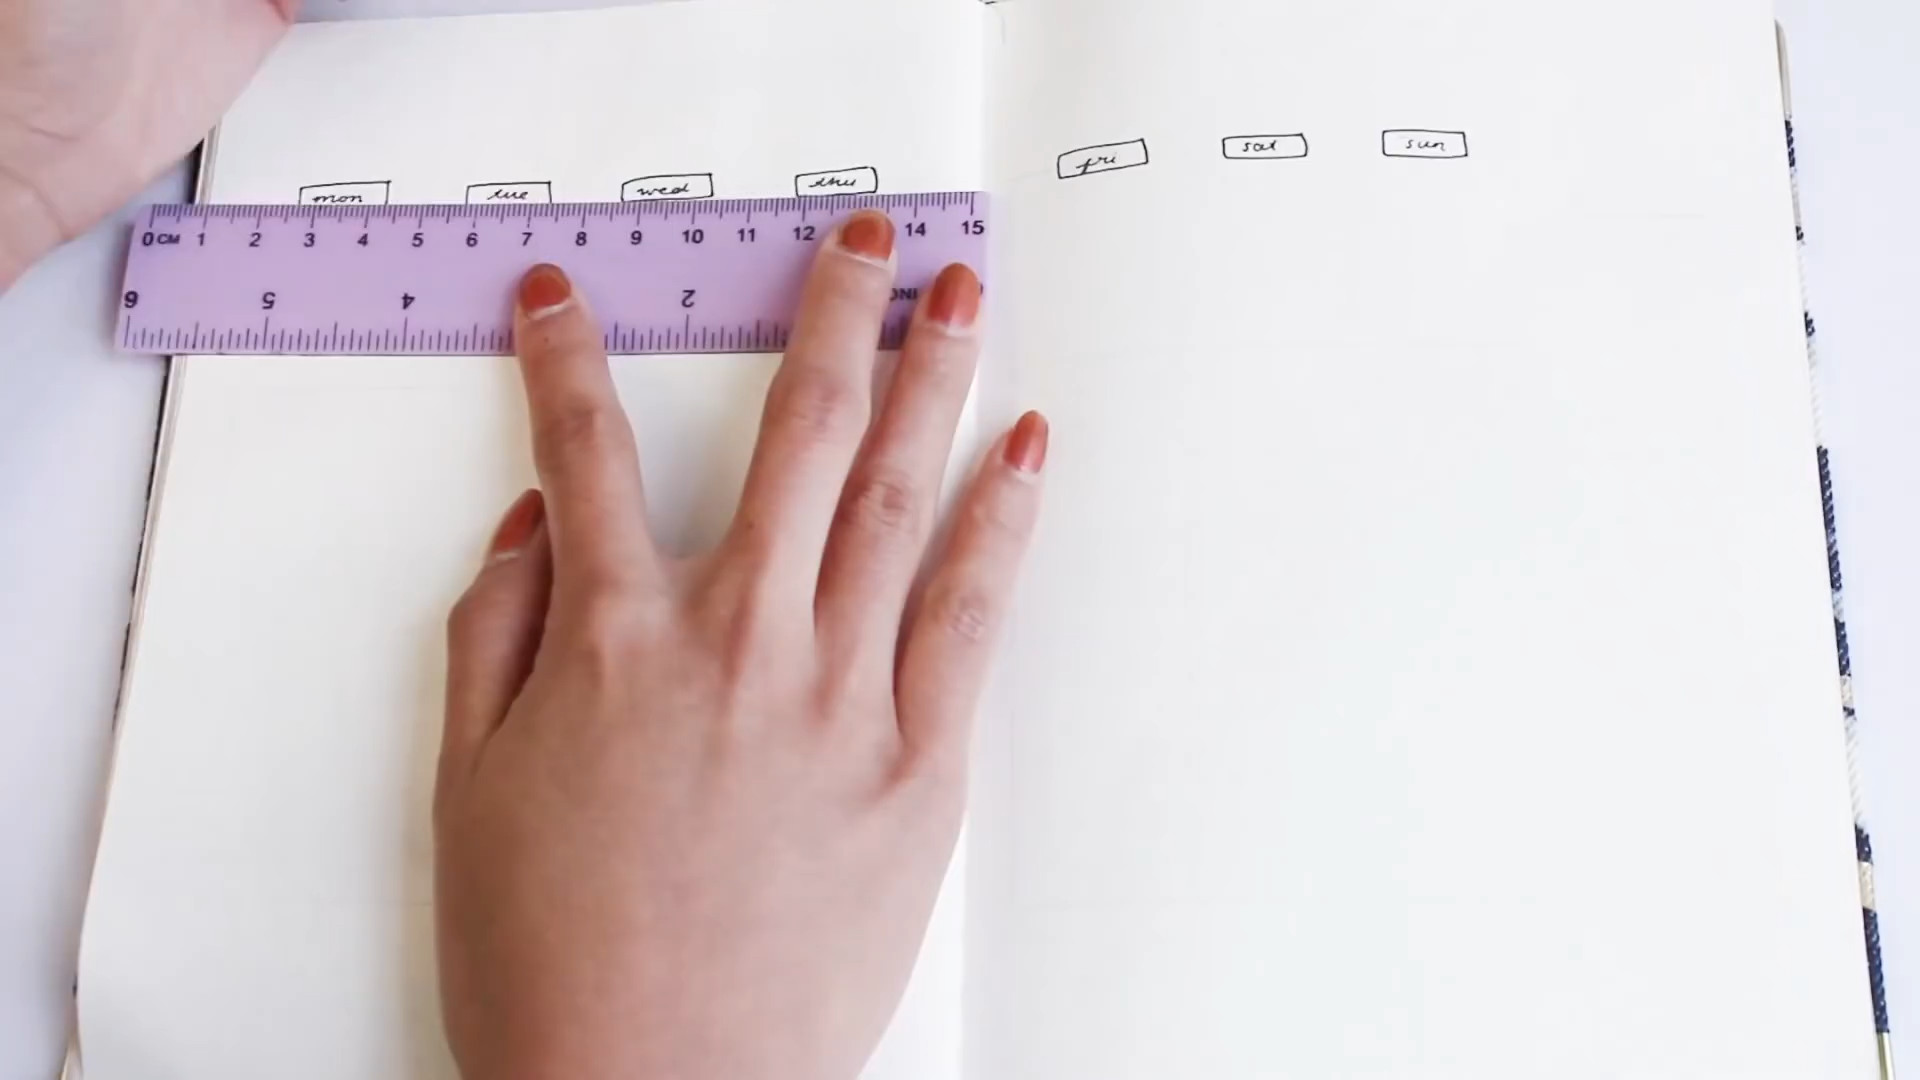 mon tue wed thu fri sat sun
0 CM 1 2 3 4 5 6 7 8 9 10 11 12 14 15
6 5 4 2